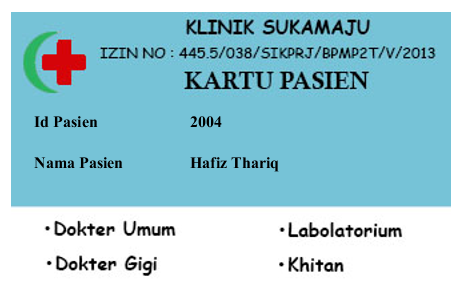 KLINIK SUKAMAJU
IZIN NO : 445.5/038/SIKPRJ/BPMP2T/V/2013
KARTU PASIEN
Id Pasien 2004
Nama Pasien Hafiz Thariq
· Dokter Umum · Labolatorium
· Dokter Gigi · Khitan